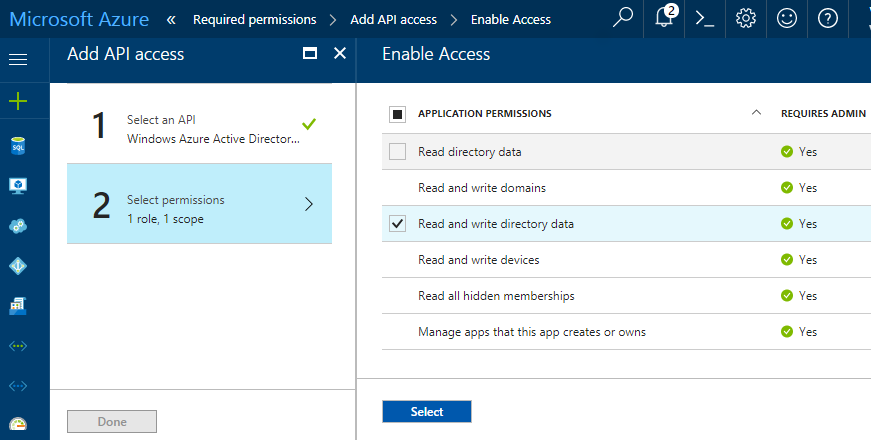 Microsoft Azure « Required permissions > Add API access > Enable Access 2
Add API access
Enable Access
1
Select an API
Windows Azure Active Director...
2
Select permissions
1 role, 1 scope
Done
APPLICATION PERMISSIONS REQUIRES ADMIN
Read directory data Yes
Read and write domains Yes
Read and write directory data Yes
Read and write devices Yes
Read all hidden memberships Yes
Manage apps that this app creates or owns Yes
Select
SQL